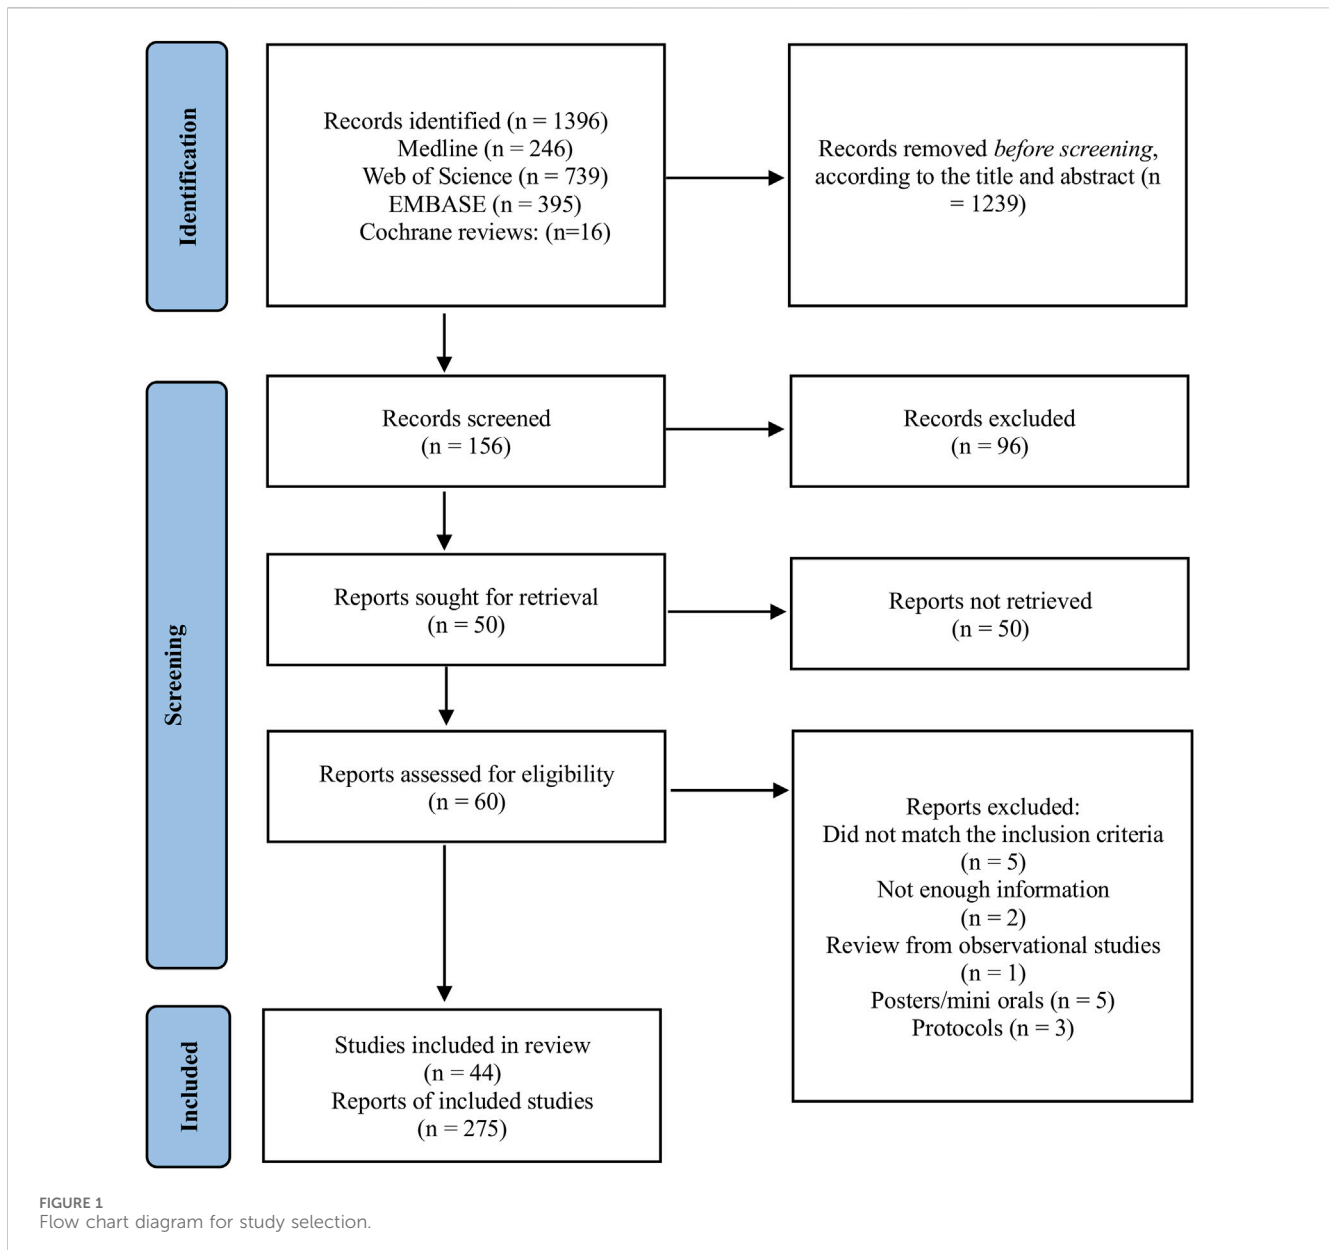 Identification
Records identified (n = 1396)
Medline (n = 246)
Web of Science (n = 739)
EMBASE (n = 395)
Cochrane reviews: (n=16)
Records removed before screening,
according to the title and abstract (n
= 1239)
Screening
Records screened
(n = 156)
Records excluded
(n = 96)
Reports sought for retrieval
(n = 50)
Reports not retrieved
(n = 50)
Reports assessed for eligibility
(n = 60)
Reports excluded:
Did not match the inclusion criteria
(n = 5)
Not enough information
(n = 2)
Review from observational studies
(n = 1)
Posters/mini orals (n = 5)
Protocols (n = 3)
Included
Studies included in review
(n = 44)
Reports of included studies
(n = 275)
FIGURE 1
Flow chart diagram for study selection.